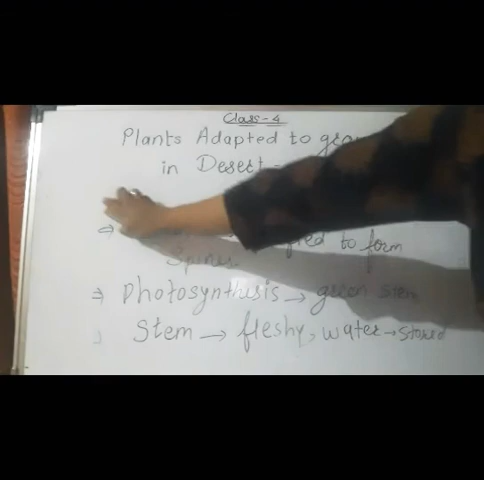 Class-4
Plants Adapted to
in Desert
⇒ to form
Spines
⇒ Photosynthesis → green stem
Stem → fleshy, water → stored